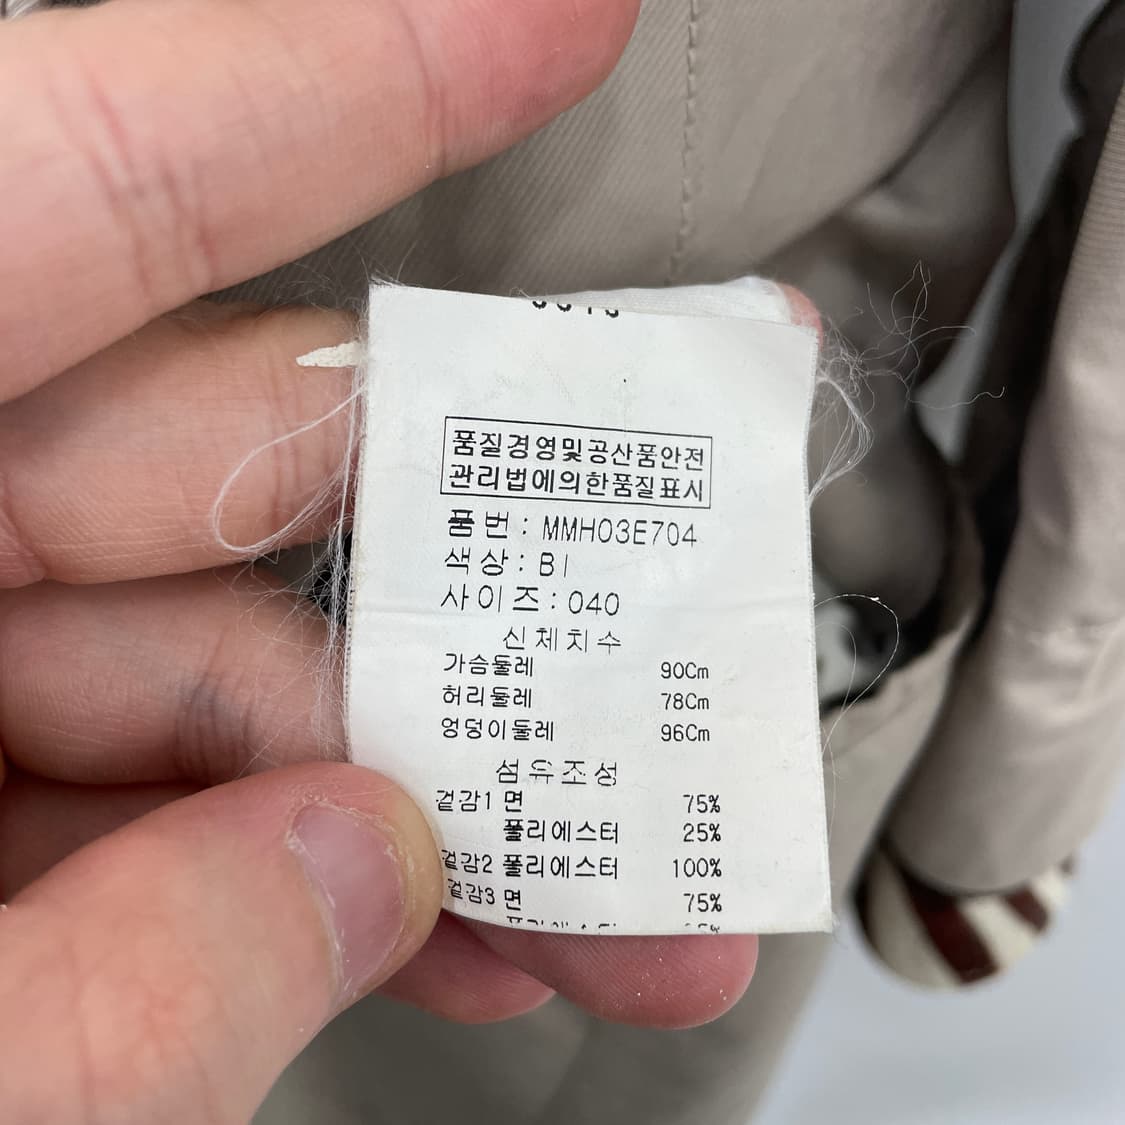 품질경영및공산품안전
관리법에의한품질표시
품번: MMH03E704
색상: BI
사이즈: 040
신체치수
가슴둘레 90Cm
허리둘레 78Cm
엉덩이둘레 96Cm
섬유조성
겉감1 면 75%
폴리에스터 25%
겉감2 폴리에스터 100%
겉감3 면 75%